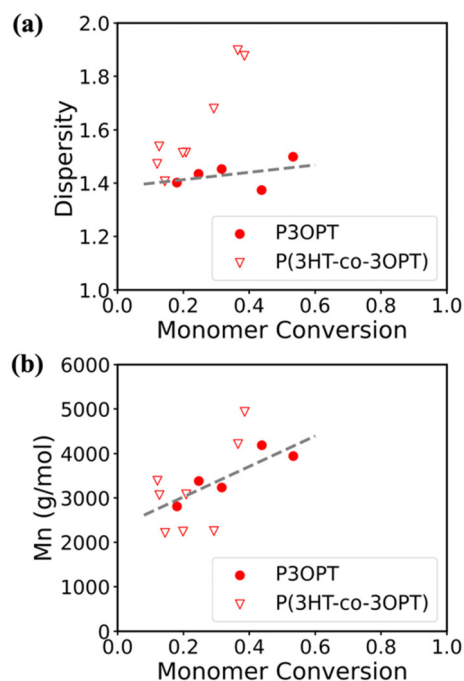 (a)
2.0
1.8
1.6
1.4
1.2
1.0
Dispersity
P3OPT
P(3HT-co-3OPT)
0.0 0.2 0.4 0.6 0.8 1.0
Monomer Conversion
(b)
6000
5000
4000
3000
2000
1000
0
Mn (g/mol)
P3OPT
P(3HT-co-3OPT)
0.0 0.2 0.4 0.6 0.8 1.0
Monomer Conversion